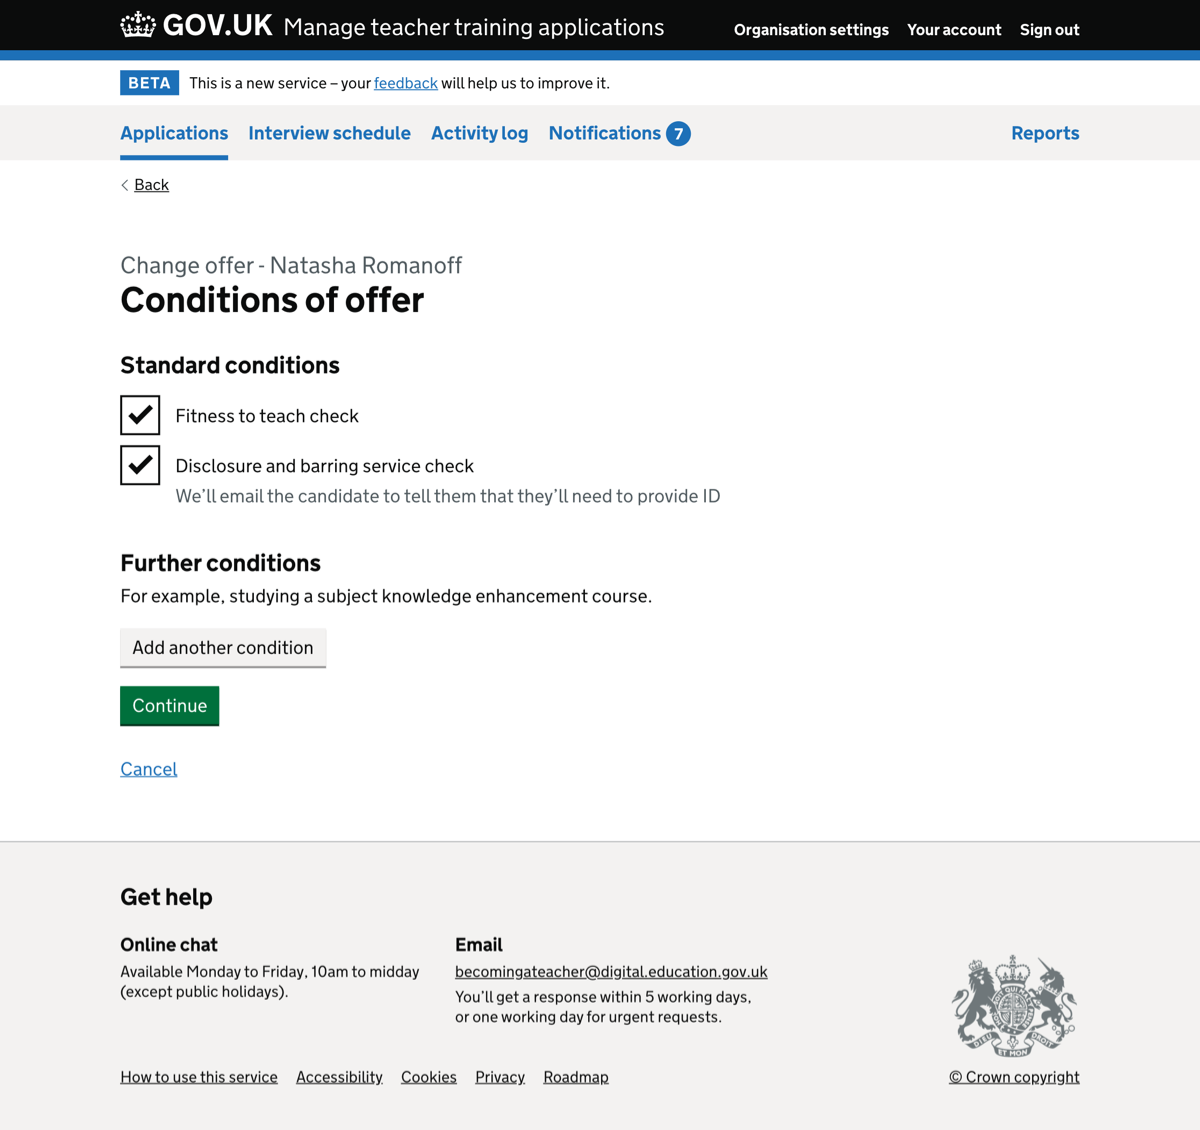 GOV.UK Manage teacher training applications Organisation settings Your account Sign out
BETA This is a new service – your feedback will help us to improve it.
Applications Interview schedule Activity log Notifications 7 Reports
Back
Change offer - Natasha Romanoff
Conditions of offer
Standard conditions
Fitness to teach check
Disclosure and barring service check
We’ll email the candidate to tell them that they’ll need to provide ID
Further conditions
For example, studying a subject knowledge enhancement course.
Add another condition
Continue
Cancel
Get help
Online chat
Available Monday to Friday, 10am to midday
(except public holidays).
Email
becomingateacher@digital.education.gov.uk
You’ll get a response within 5 working days,
or one working day for urgent requests.
DIEU ET MON DROIT
How to use this service Accessibility Cookies Privacy Roadmap © Crown copyright